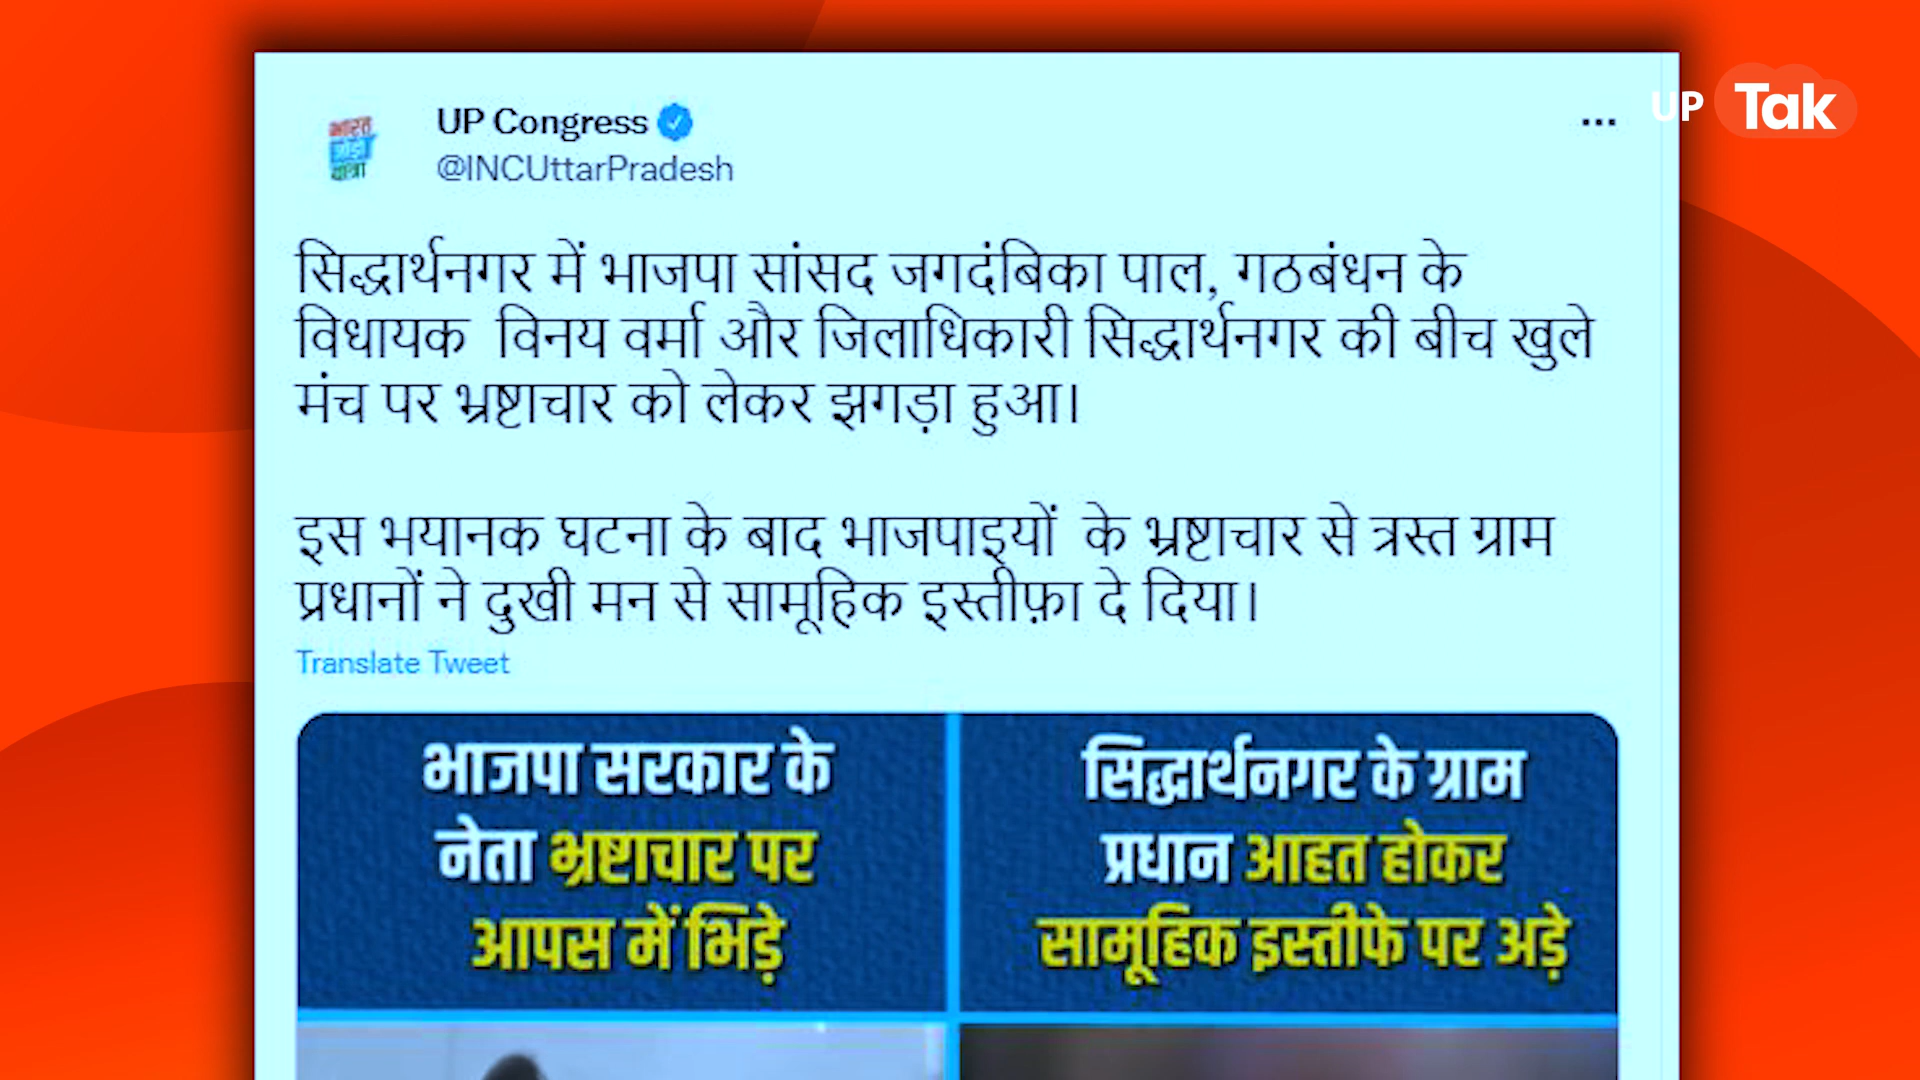 UP Tak
UP Congress
@INCUttarPradesh
भारत
जोड़ो
यात्रा
सिद्धार्थनगर में भाजपा सांसद जगदंबिका पाल, गठबंधन के
विधायक विनय वर्मा और जिलाधिकारी सिद्धार्थनगर की बीच खुले
मंच पर भ्रष्टाचार को लेकर झगड़ा हुआ।
इस भयानक घटना के बाद भाजपाइयों के भ्रष्टाचार से त्रस्त ग्राम
प्रधानों ने दुखी मन से सामूहिक इस्तीफ़ा दे दिया।
Translate Tweet
भाजपा सरकार के
नेता भ्रष्टाचार पर
आपस में भिड़े
सिद्धार्थनगर के ग्राम
प्रधान आहत होकर
सामूहिक इस्तीफे पर अड़े